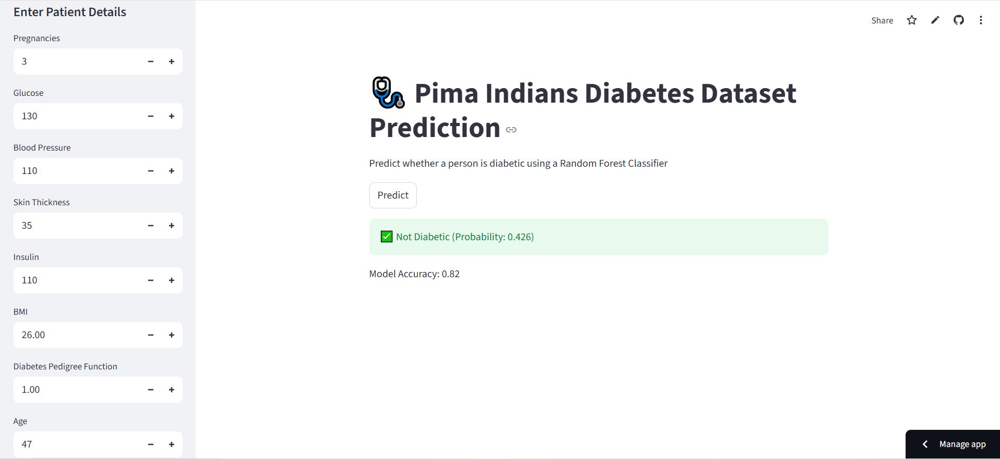 Enter Patient Details
Pregnancies
3
Glucose
130
Blood Pressure
110
Skin Thickness
35
Insulin
110
BMI
26.00
Diabetes Pedigree Function
1.00
Age
47
Share
Pima Indians Diabetes Dataset
Prediction
Predict whether a person is diabetic using a Random Forest Classifier
Predict
Not Diabetic (Probability: 0.426)
Model Accuracy: 0.82
Manage app